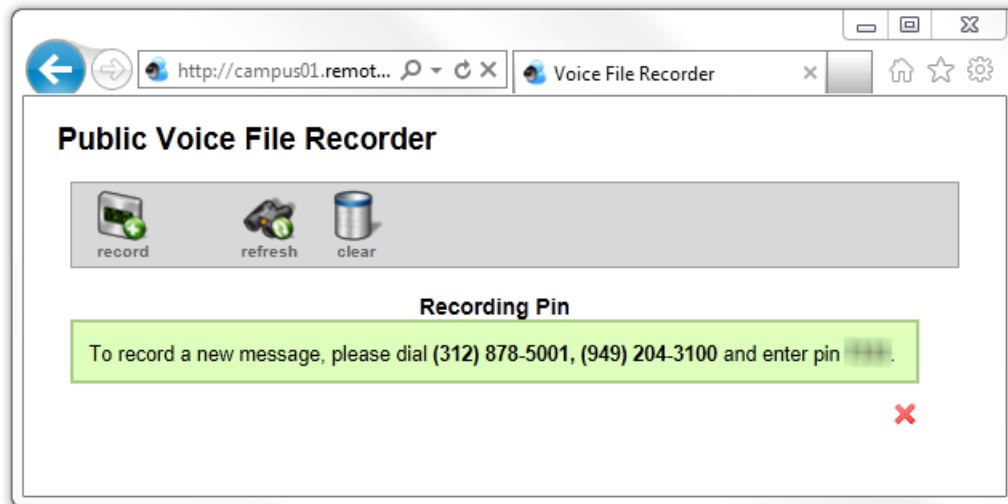 http://campus01.remot...
Voice File Recorder
Public Voice File Recorder
record
refresh
clear
Recording Pin
To record a new message, please dial (312) 878-5001, (949) 204-3100 and enter pin .